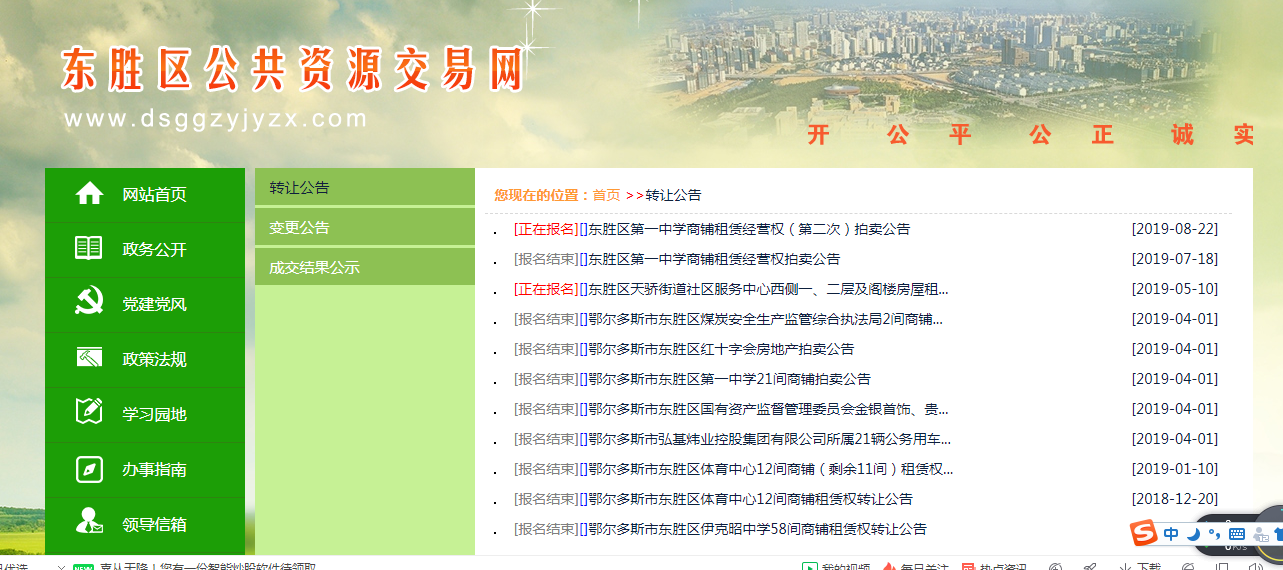 东胜区公共资源交易网
www.dsggzyjyzx.com
开 公 平 公 正 诚 实
网站首页
政务公开
党建党风
政策法规
学习园地
办事指南
领导信箱
转让公告
变更公告
成交结果公示
您现在的位置：首页 >>转让公告
[正在报名][]东胜区第一中学商铺租赁经营权（第二次）拍卖公告 [2019-08-22]
[报名结束][]东胜区第一中学商铺租赁经营权拍卖公告 [2019-07-18]
[正在报名][]东胜区天骄街道社区服务中心西侧一、二层及阁楼房屋租... [2019-05-10]
[报名结束][]鄂尔多斯市东胜区煤炭安全生产监管综合执法局2间商铺... [2019-04-01]
[报名结束][]鄂尔多斯市东胜区红十字会房地产拍卖公告 [2019-04-01]
[报名结束][]鄂尔多斯市东胜区第一中学21间商铺拍卖公告 [2019-04-01]
[报名结束][]鄂尔多斯市东胜区国有资产监督管理委员会金银首饰、贵... [2019-04-01]
[报名结束][]鄂尔多斯市弘基炜业控股集团有限公司所属21辆公务用车... [2019-04-01]
[报名结束][]鄂尔多斯市东胜区体育中心12间商铺（剩余11间）租赁权... [2019-01-10]
[报名结束][]鄂尔多斯市东胜区体育中心12间商铺租赁权转让公告 [2018-12-20]
[报名结束][]鄂尔多斯市东胜区伊克昭中学58间商铺租赁权转让公告
中
0K/s
喜从天降！您有一份智能炒股软件待领取
我的视频 每日关注 热点资讯 下载